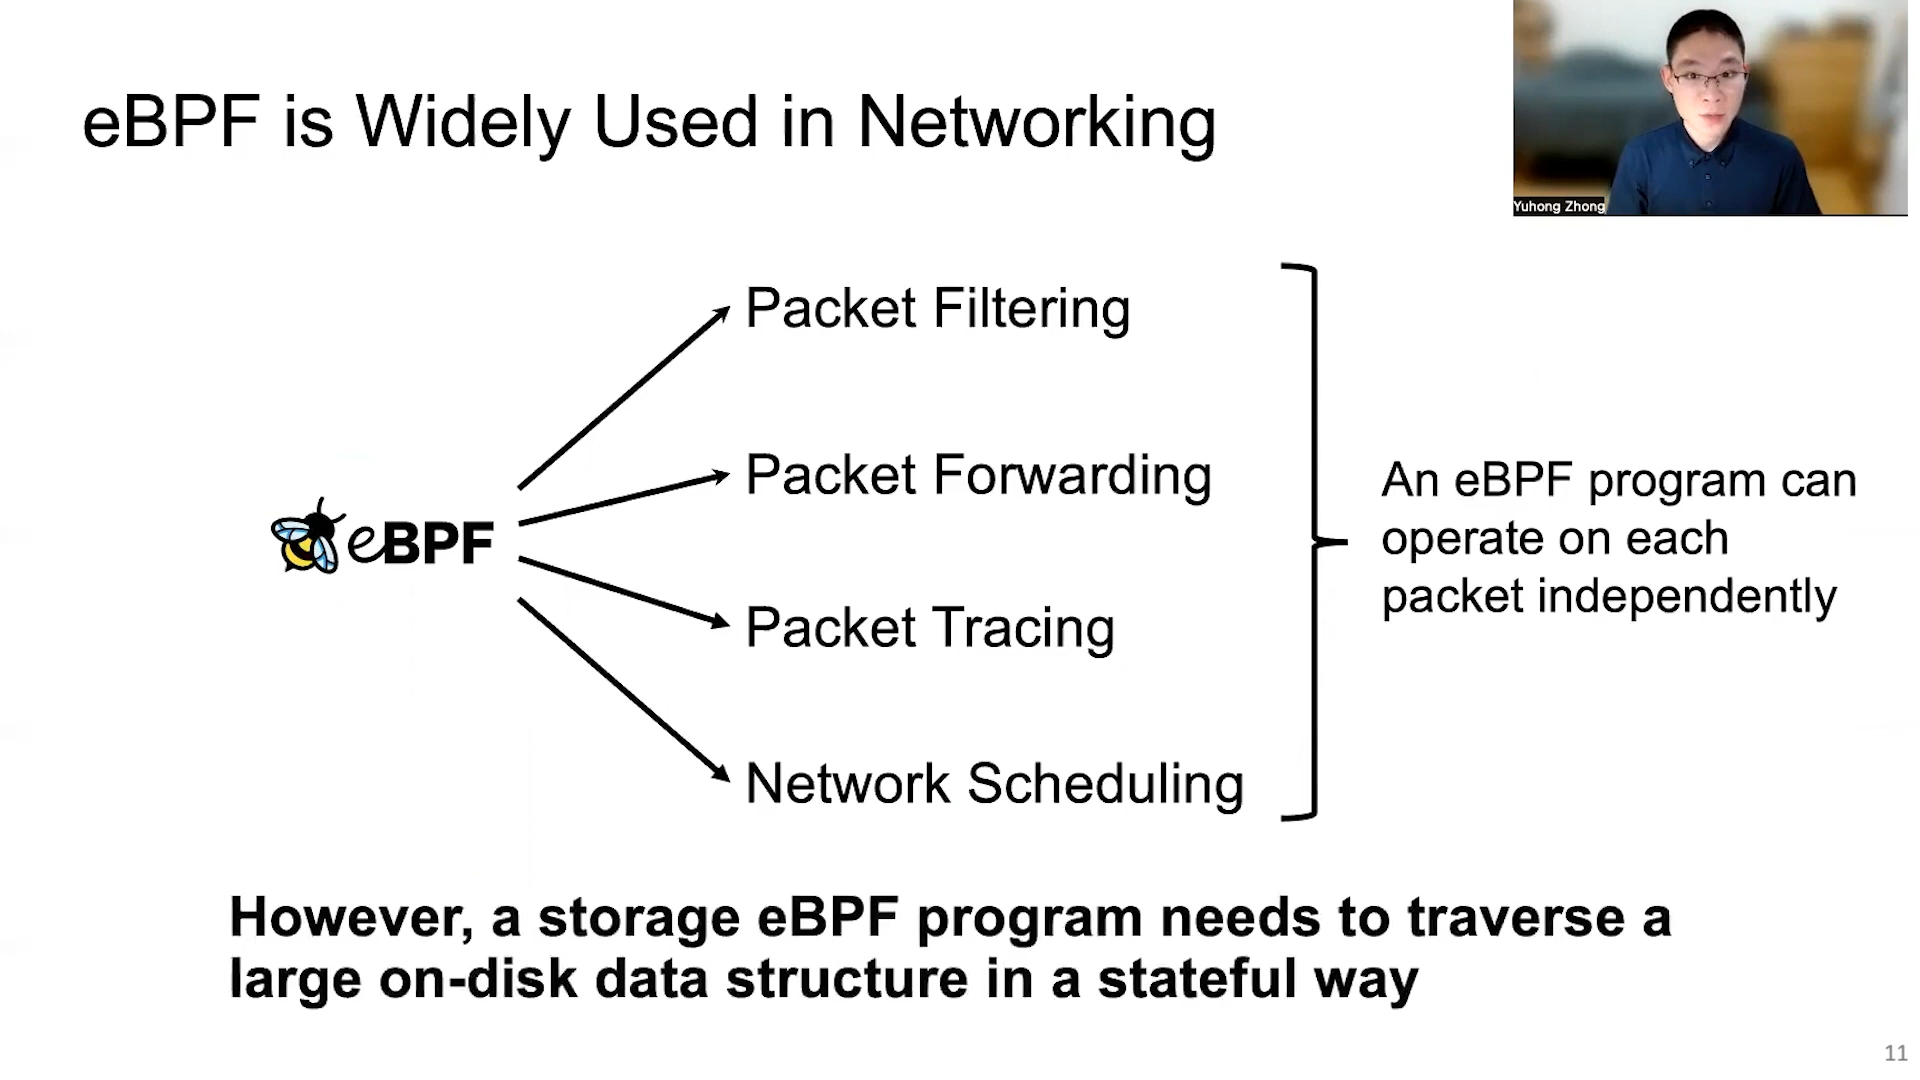 eBPF is Widely Used in Networking
Yuhong Zhong
Packet Filtering
Packet Forwarding
eBPF
Packet Tracing
Network Scheduling
An eBPF program can
operate on each
packet independently
However, a storage eBPF program needs to traverse a
large on-disk data structure in a stateful way
11